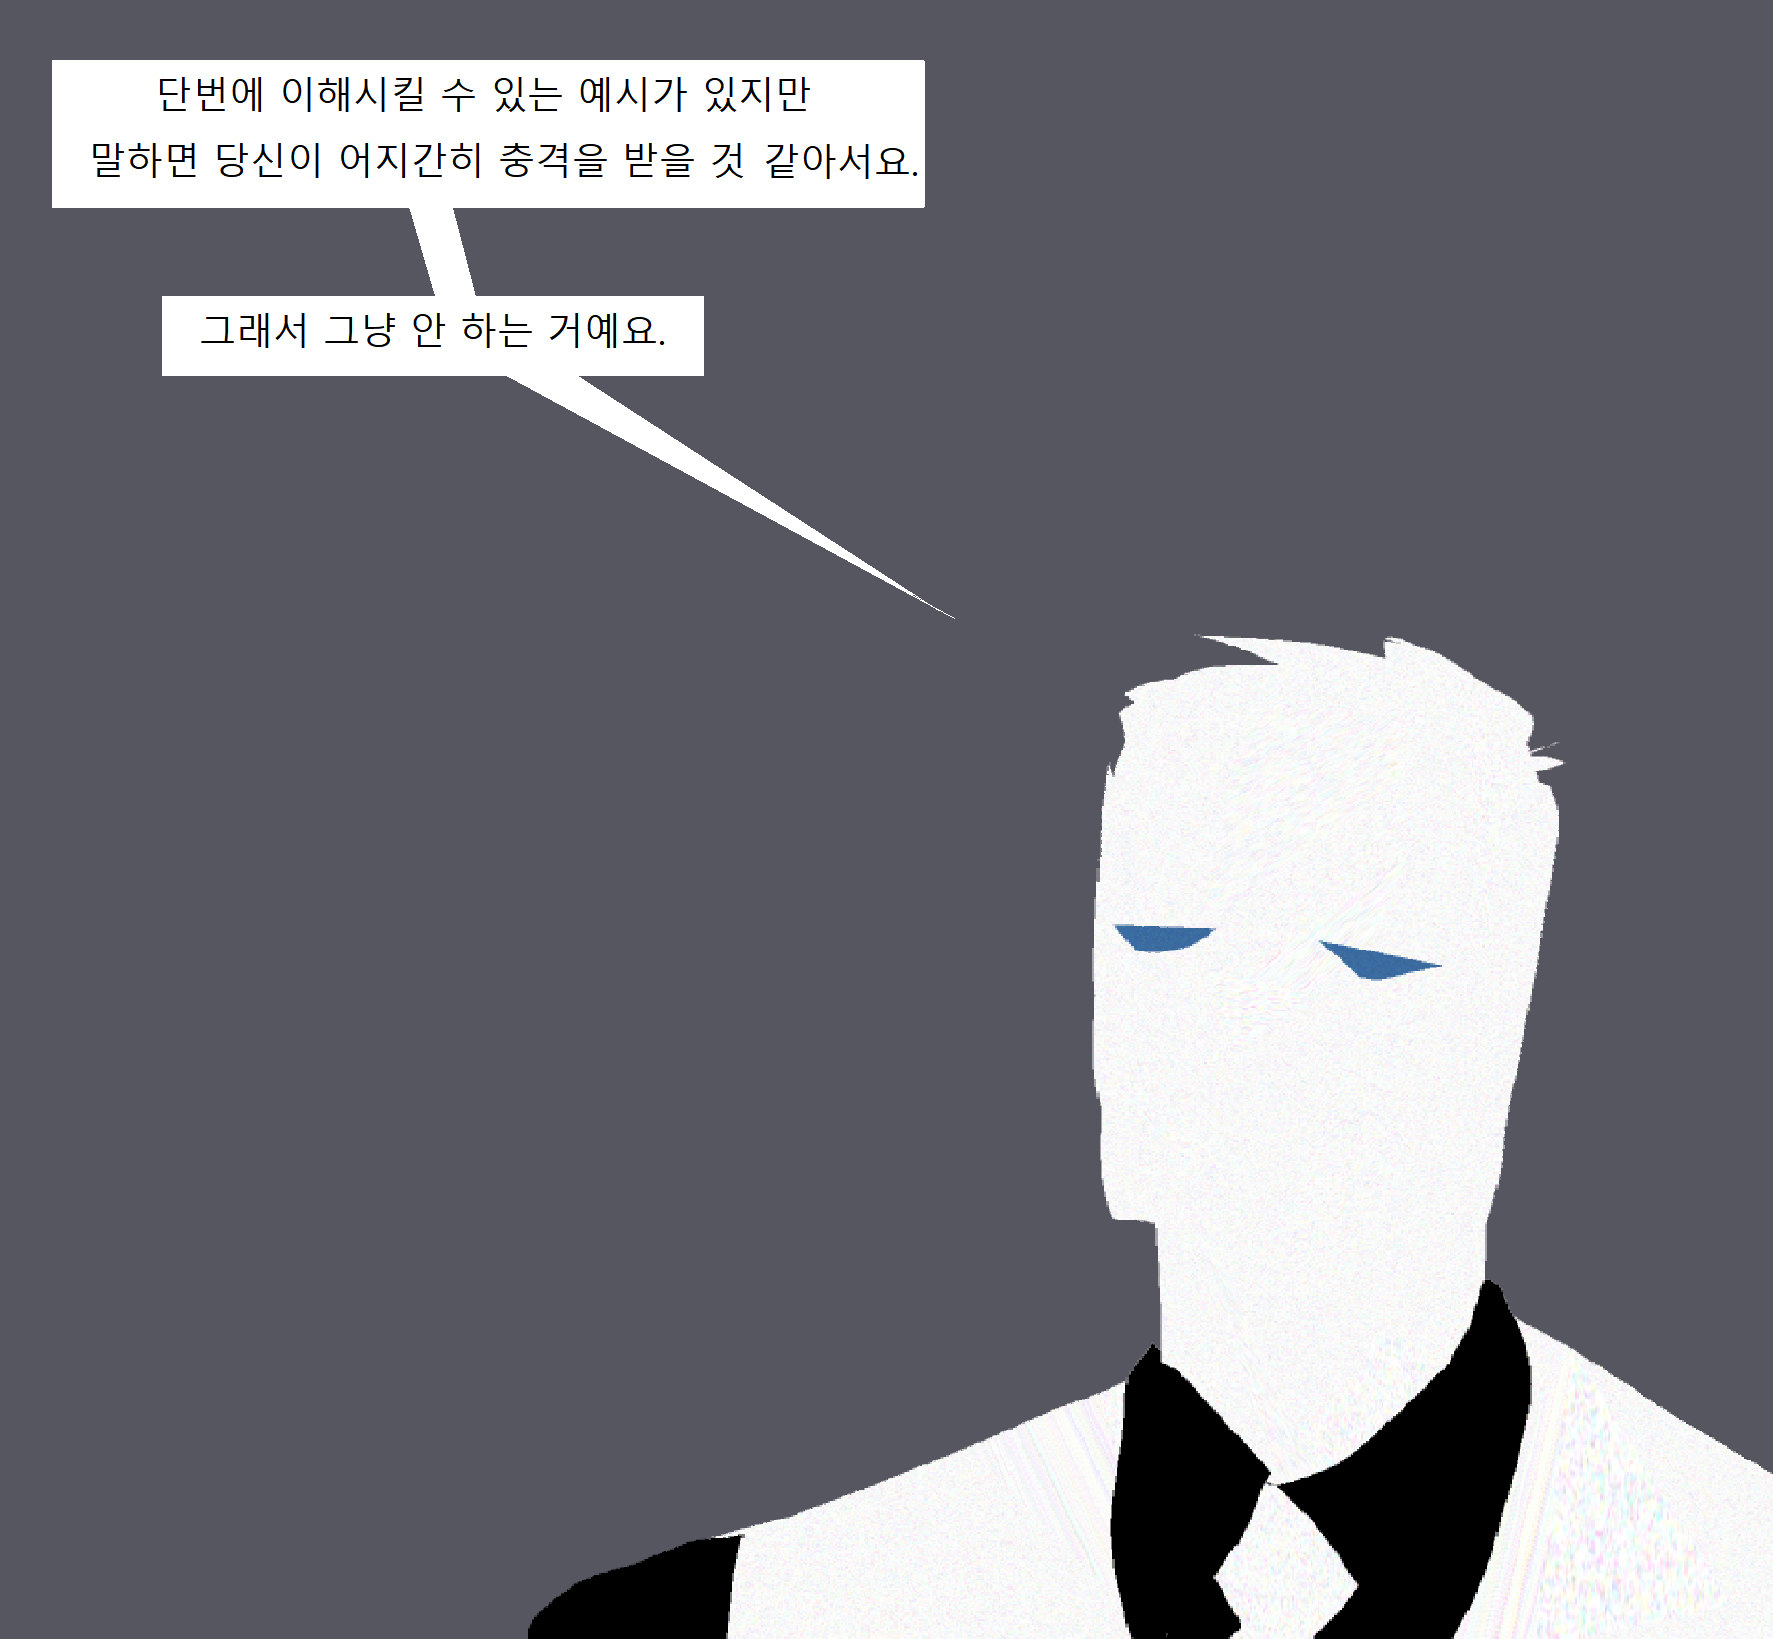 단번에 이해시킬 수 있는 예시가 있지만
말하면 당신이 어지간히 충격을 받을 것 같아서요.
그래서 그냥 안 하는 거예요.